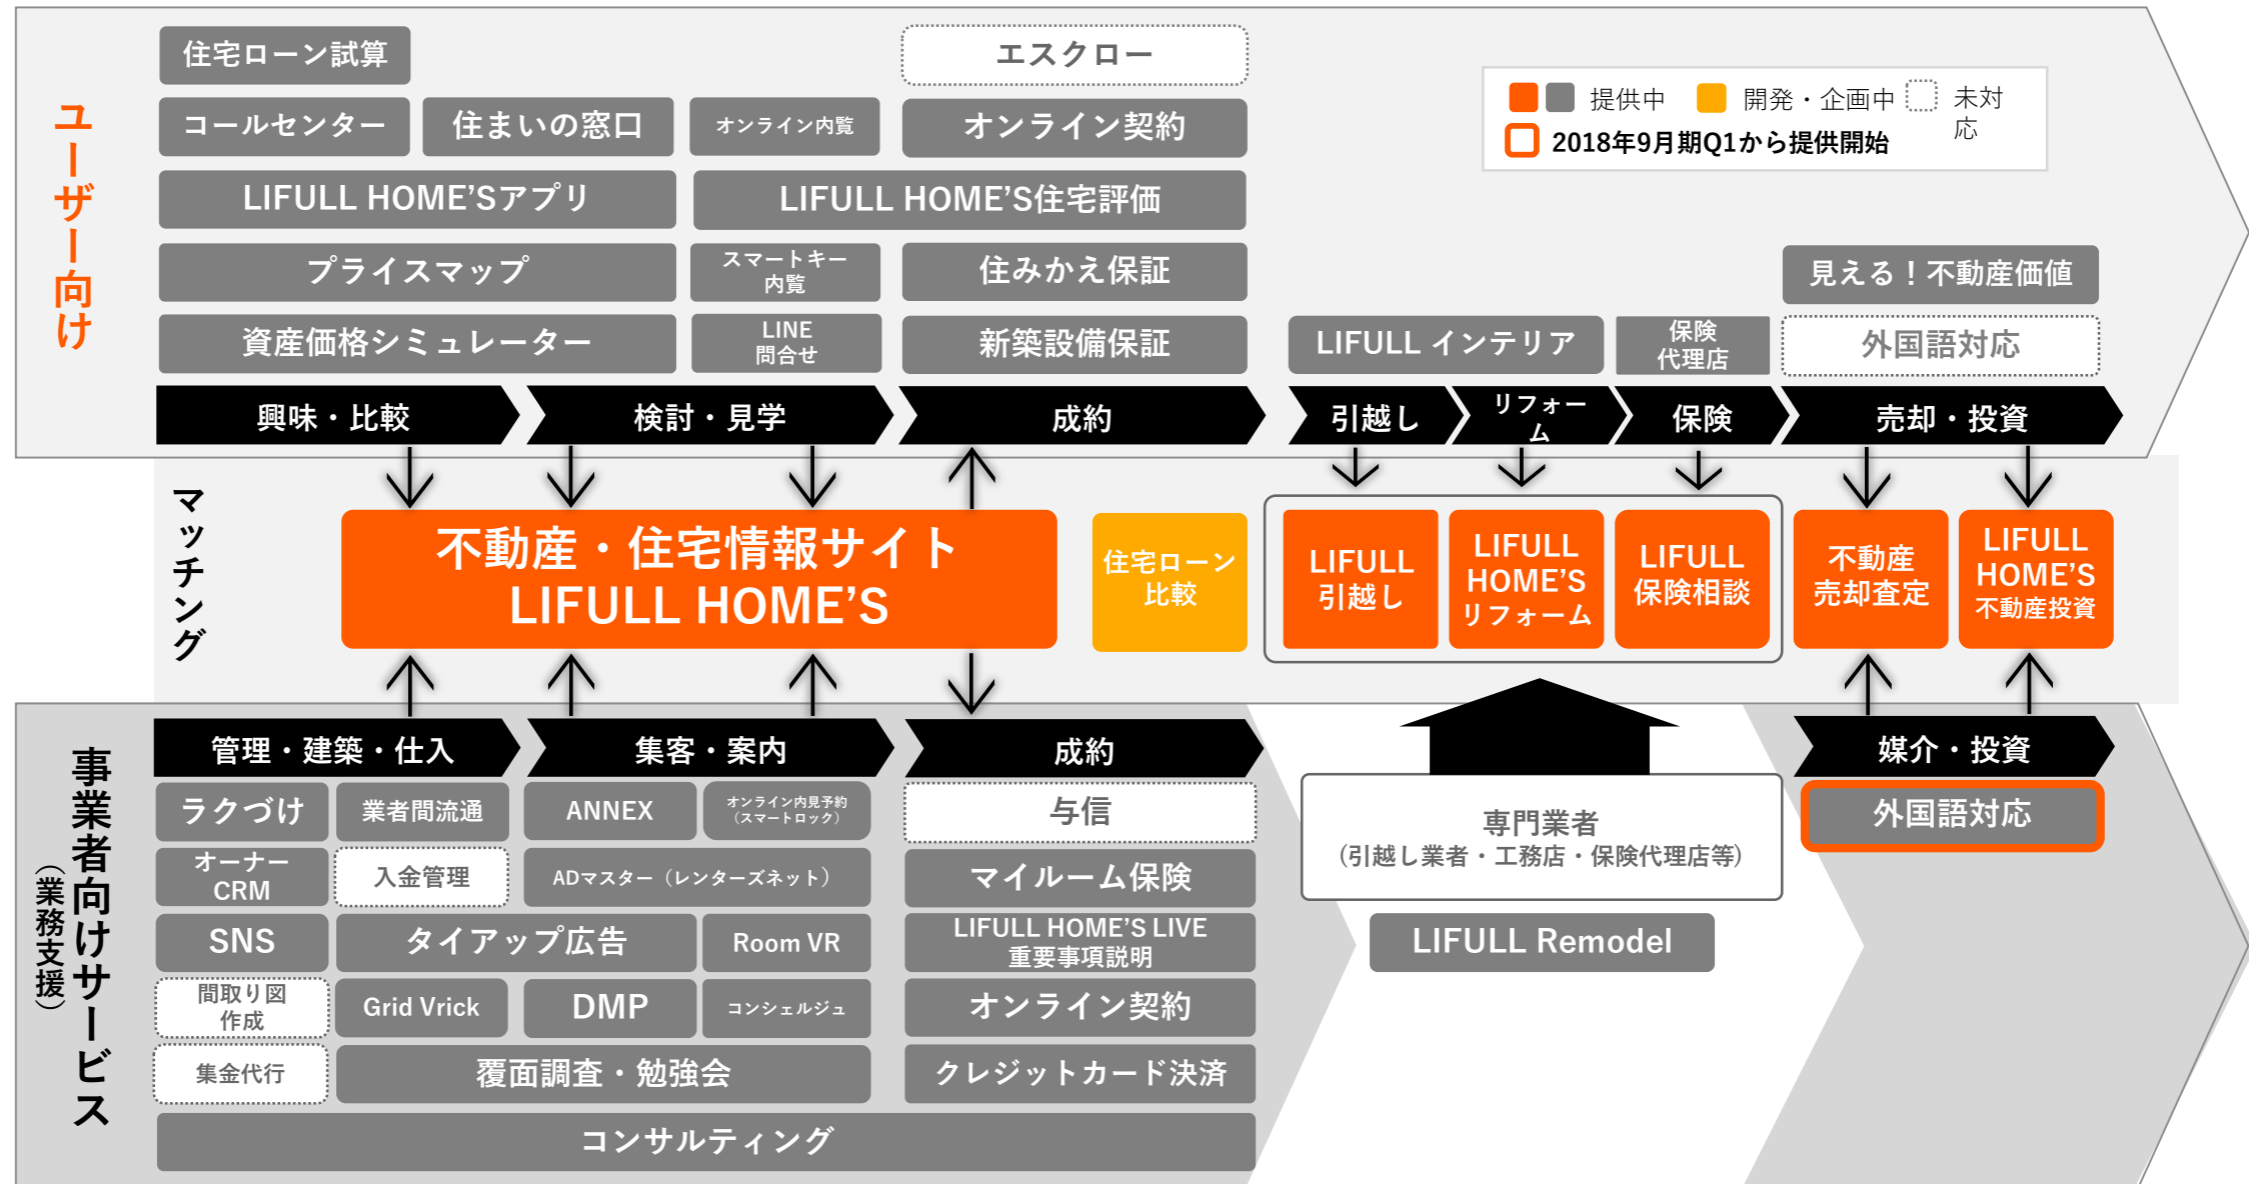 ユーザー向け
住宅ローン試算
エスクロー
コールセンター
住まいの窓口
オンライン内覧
オンライン契約
LIFULL HOME'Sアプリ
LIFULL HOME'S住宅評価
プライスマップ
スマートキー
内覧
住みかえ保証
見える！不動産価値
資産価格シミュレーター
LINE
問合せ
新築設備保証
LIFULL インテリア
保険
代理店
外国語対応
提供中
開発・企画中
未対
応
2018年9月期Q1から提供開始
興味・比較
検討・見学
成約
引越し
リフォー
ム
保険
売却・投資
マッチング
不動産・住宅情報サイト
LIFULL HOME'S
住宅ローン
比較
LIFULL
引越し
LIFULL
HOME'S
リフォーム
LIFULL
保険相談
不動産
売却査定
LIFULL
HOME'S
不動産投資
事業者向けサービス
（業務支援）
管理・建築・仕入
集客・案内
成約
媒介・投資
ラクづけ
業者間流通
ANNEX
オンライン内見予約
（スマートロック）
与信
専門業者
（引越し業者・工務店・保険代理店等）
外国語対応
オーナー
CRM
入金管理
ADマスター（レンターズネット）
マイルーム保険
SNS
タイアップ広告
Room VR
LIFULL HOME'S LIVE
重要事項説明
LIFULL Remodel
間取り図
作成
Grid Vrick
DMP
コンシェルジュ
オンライン契約
集金代行
覆面調査・勉強会
クレジットカード決済
コンサルティング